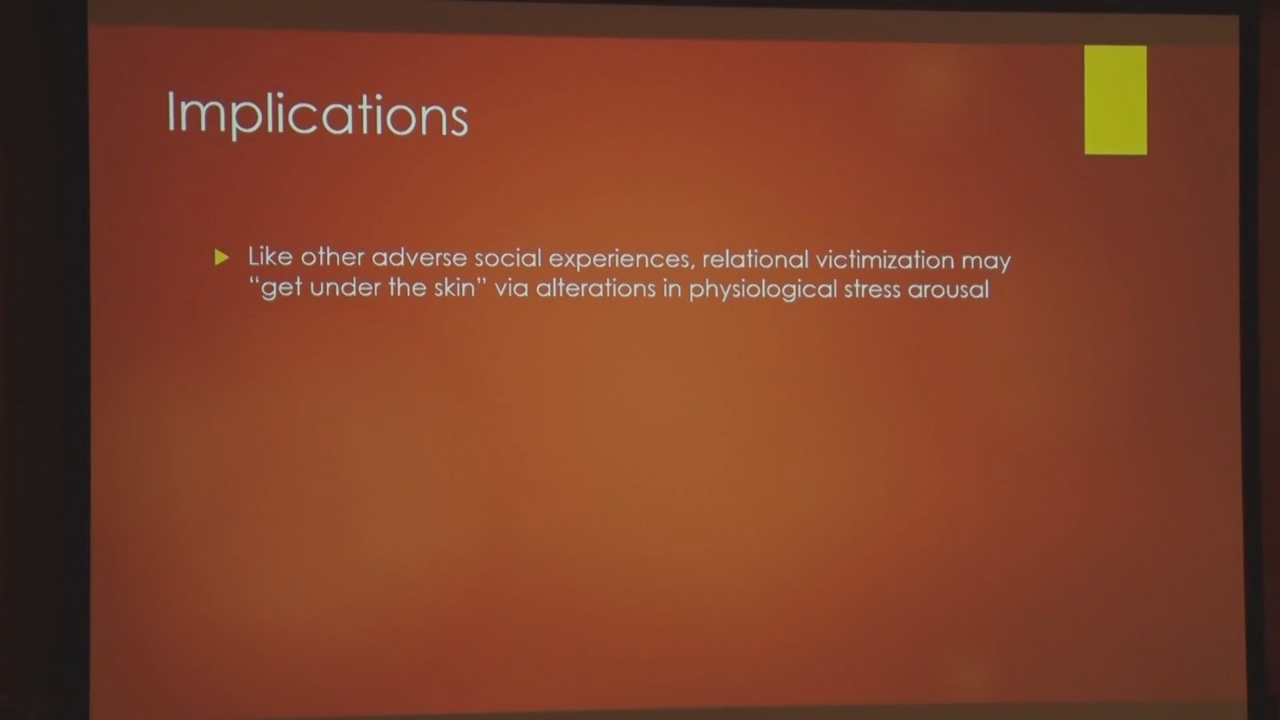 Implications
Like other adverse social experiences, relational victimization may
“get under the skin” via alterations in physiological stress arousal